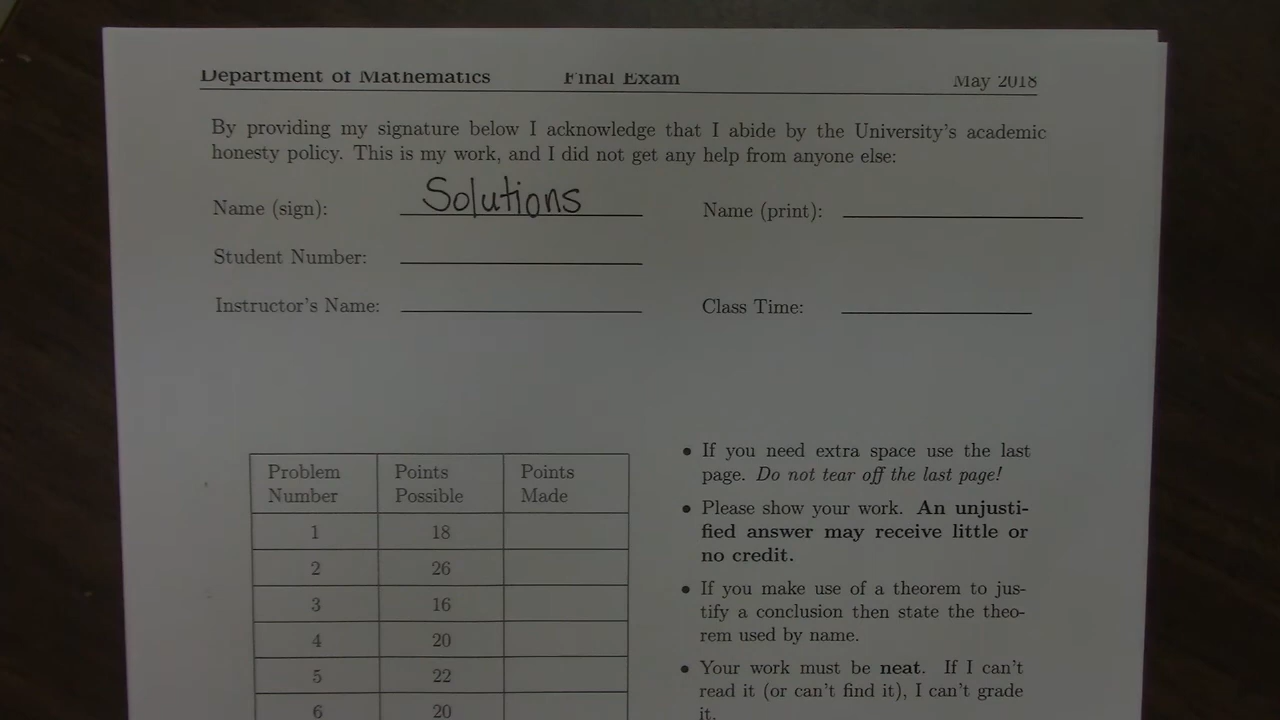 Department of Mathematics Final Exam May 2018
By providing my signature below I acknowledge that I abide by the University's academic
honesty policy. This is my work, and I did not get any help from anyone else:
Name (sign): Solutions Name (print):
Student Number:
Instructor's Name: Class Time:
Problem Number Points Possible Points Made
1 18
2 26
3 16
4 20
5 22
6 20
• If you need extra space use the last
page. Do not tear off the last page!
• Please show your work. An unjusti-
fied answer may receive little or
no credit.
• If you make use of a theorem to jus-
tify a conclusion then state the theo-
rem used by name.
• Your work must be neat. If I can't
read it (or can't find it), I can't grade
it.